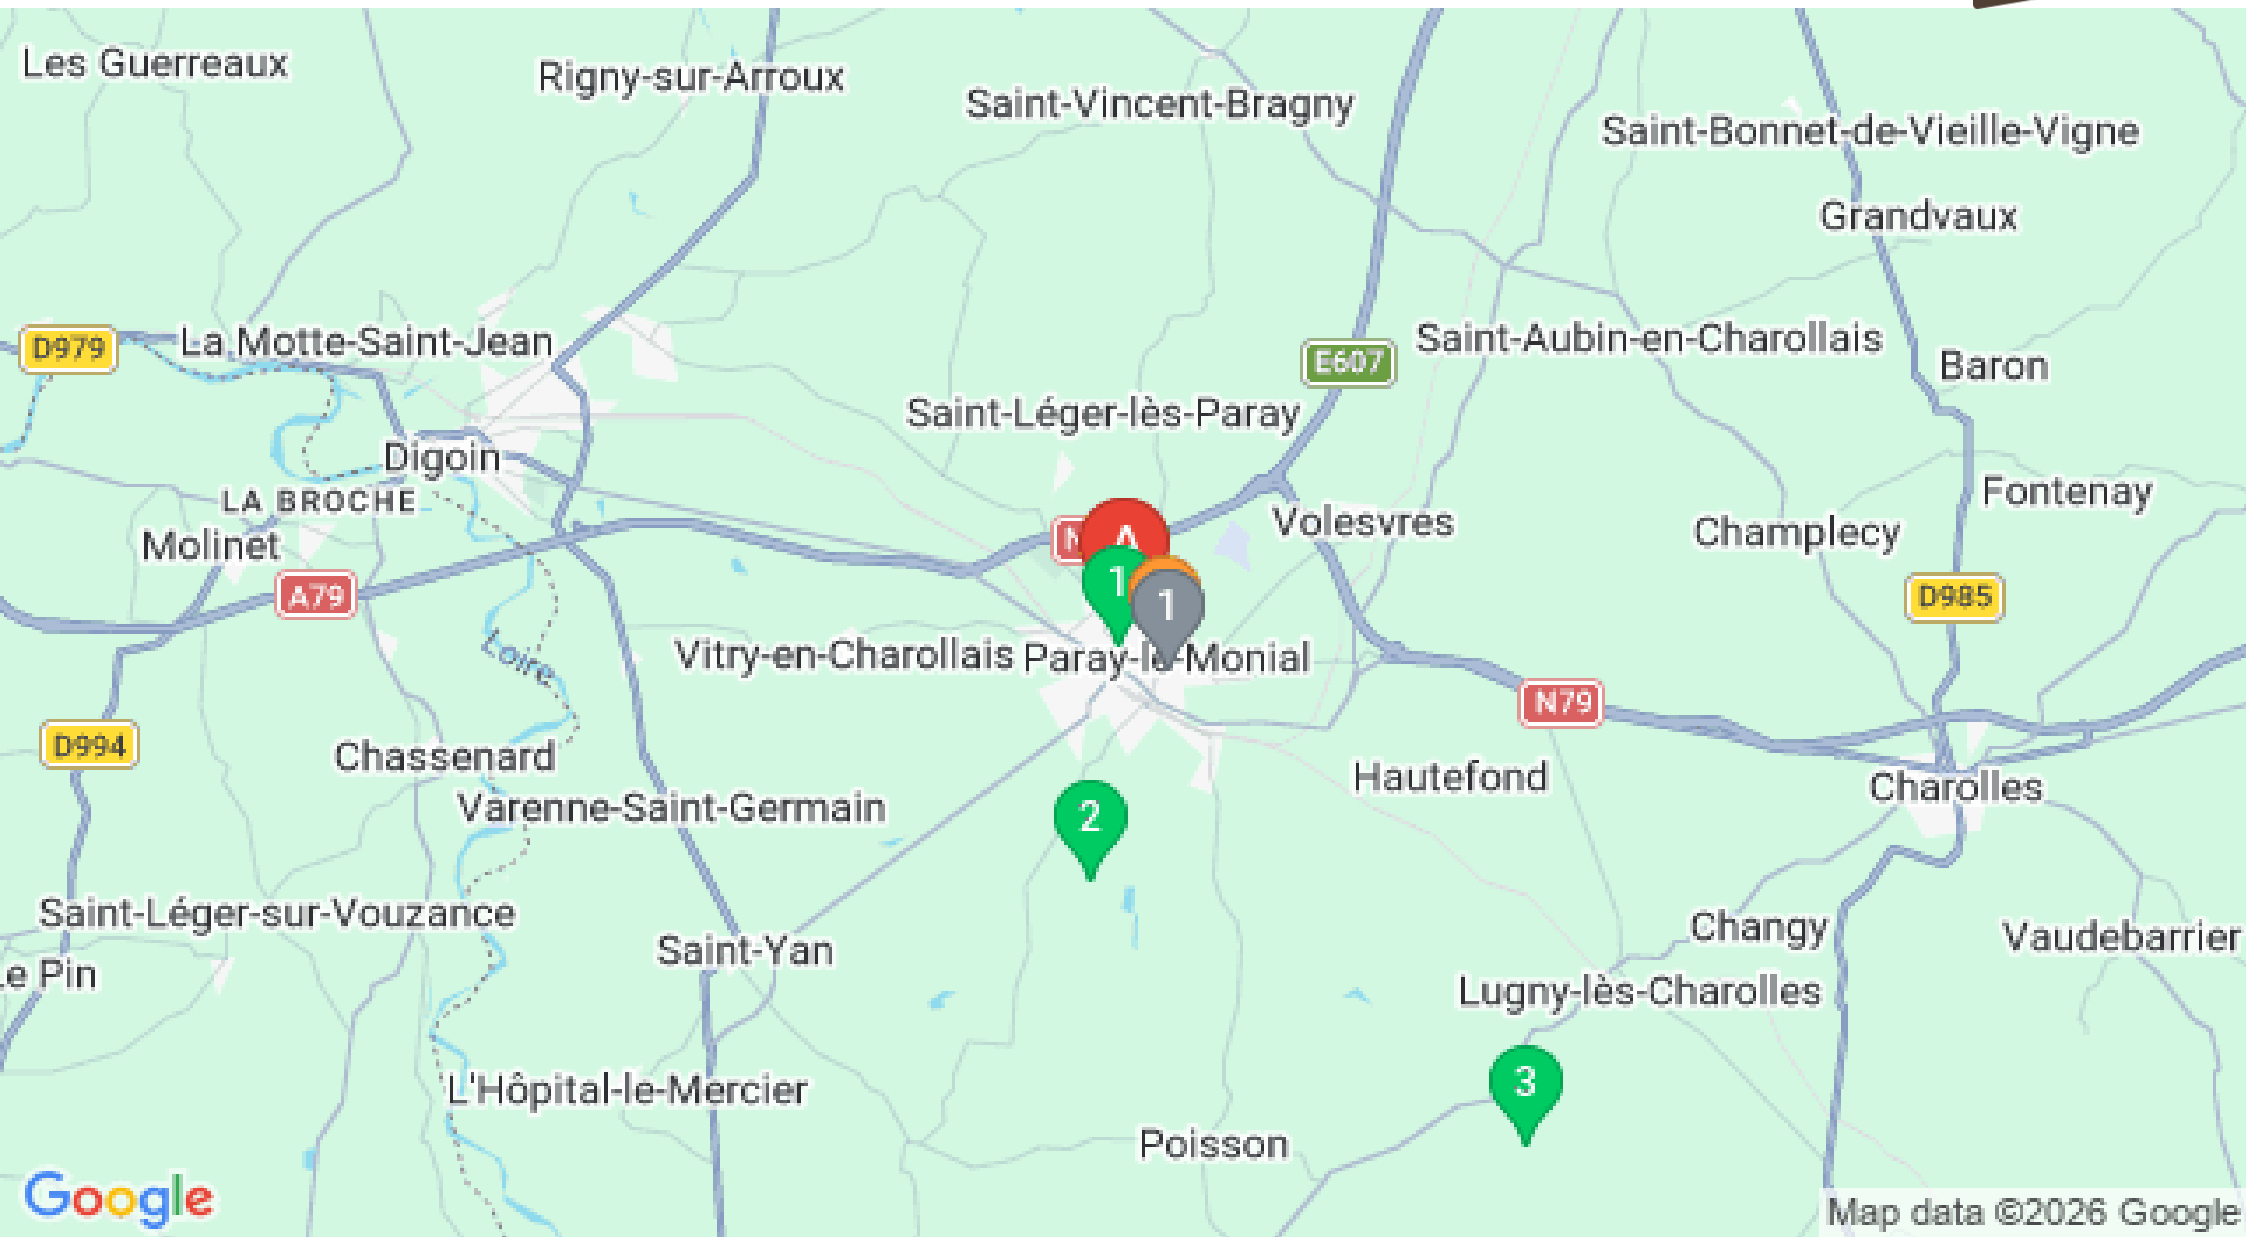 Les Guerreaux
Rigny-sur-Arroux
Saint-Vincent-Bragny
Saint-Bonnet-de-Vieille-Vigne
Grandvaux
D979
La Motte-Saint-Jean
E607
Saint-Aubin-en-Charollais
Baron
Saint-Léger-lès-Paray
Digoin
LA BROCHE
Molinet
Volesvres
Champlecy
Fontenay
A
1
1
A79
D985
Loire
Vitry-en-Charollais
Paray-le-Monial
N79
D994
Chassenard
Varenne-Saint-Germain
2
Hautefond
Charolles
Saint-Léger-sur-Vouzance
Saint-Yan
Changy
Vaudebarrier
Le Pin
Lugny-lès-Charolles
L'Hôpital-le-Mercier
3
Poisson
Google
Map data ©2026 Google